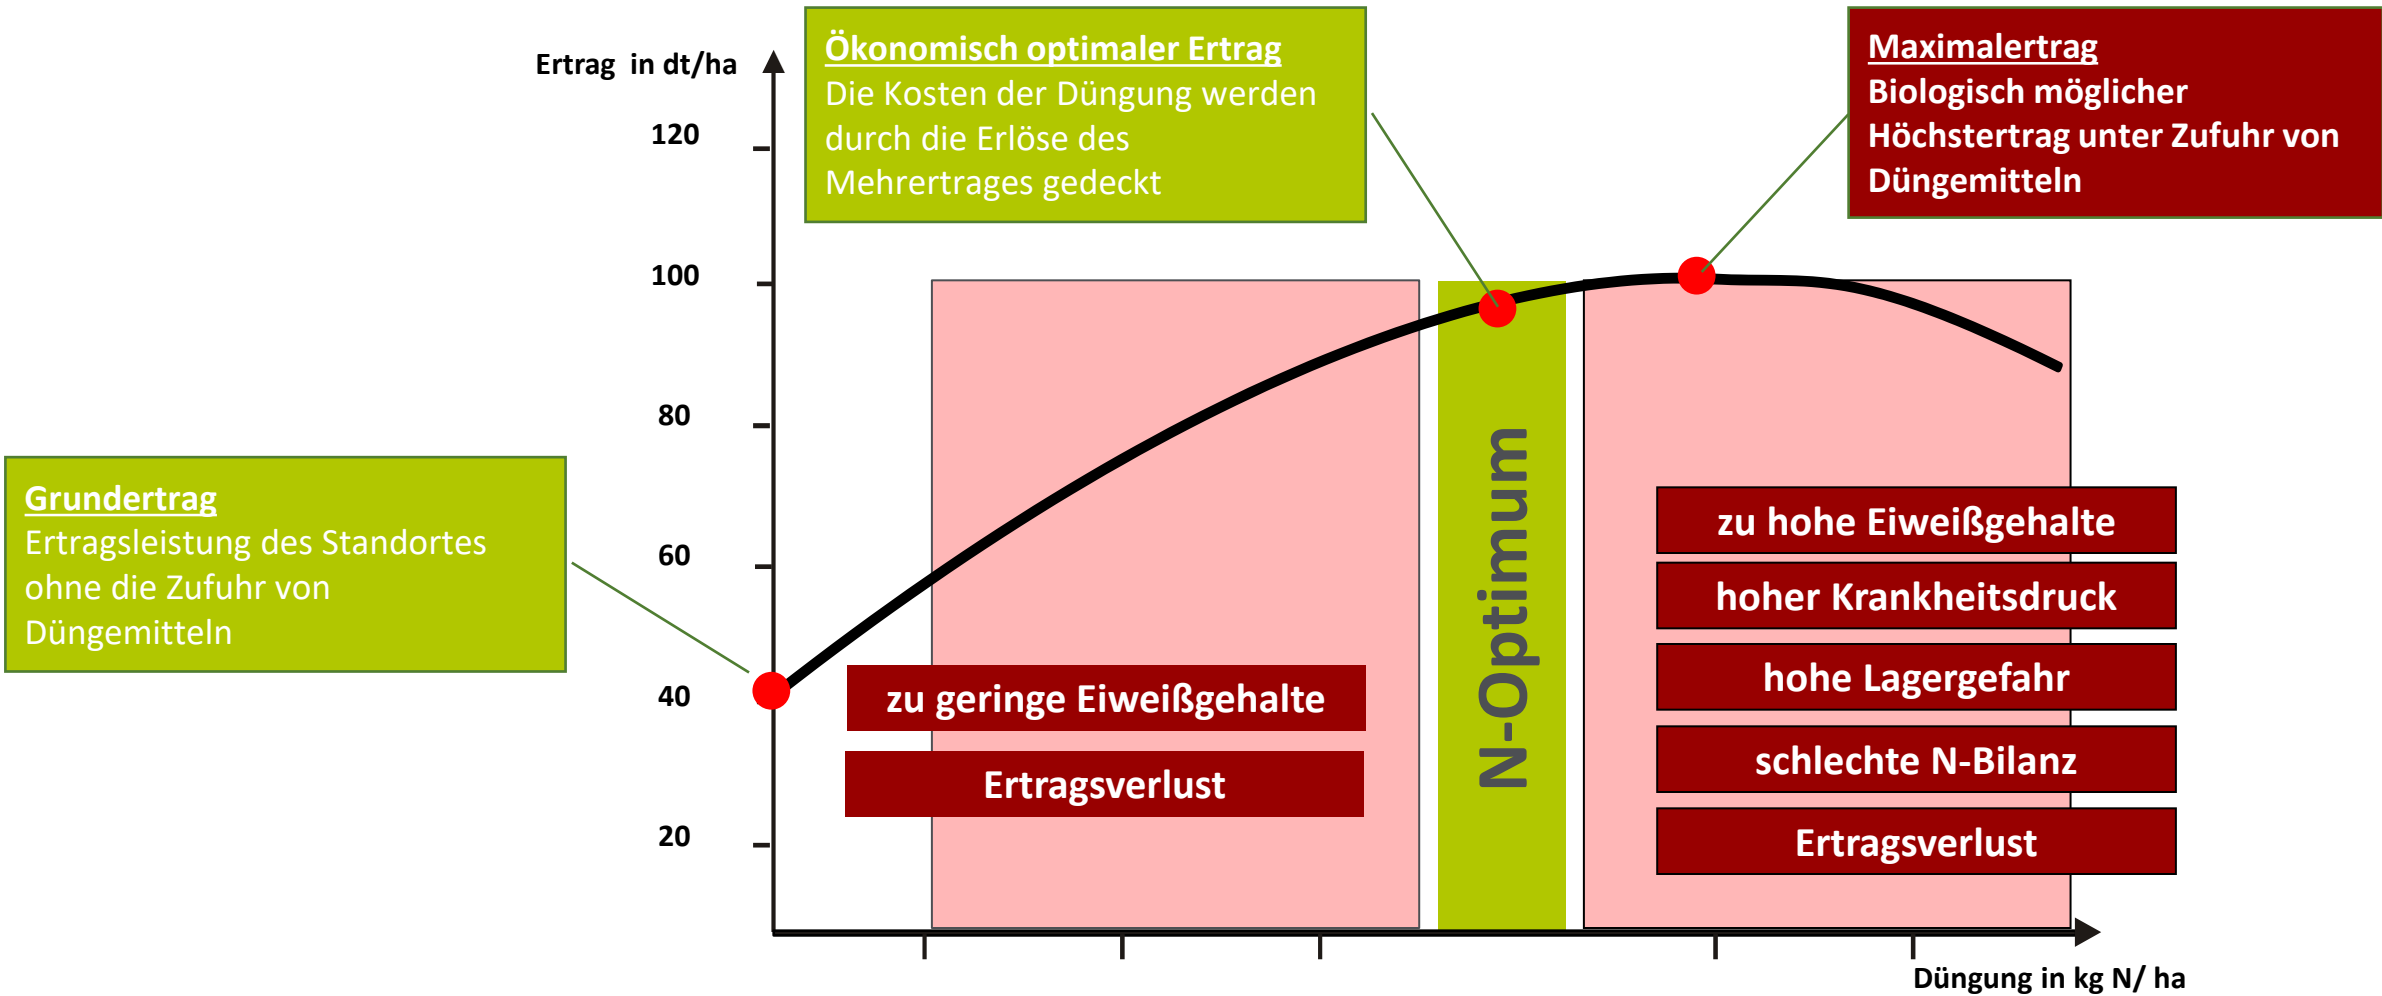 Ertrag in dt/ha
120
100
80
60
40
20
Ökonomisch optimaler Ertrag
Die Kosten der Düngung werden
durch die Erlöse des
Mehrertrages gedeckt
Maximalertrag
Biologisch möglicher
Höchstertrag unter Zufuhr von
Düngemitteln
Grundertrag
Ertragsleistung des Standortes
ohne die Zufuhr von
Düngemitteln
zu geringe Eiweißgehalte
Ertragsverlust
N-Optimum
zu hohe Eiweißgehalte
hoher Krankheitsdruck
hohe Lagergefahr
schlechte N-Bilanz
Ertragsverlust
Düngung in kg N/ ha